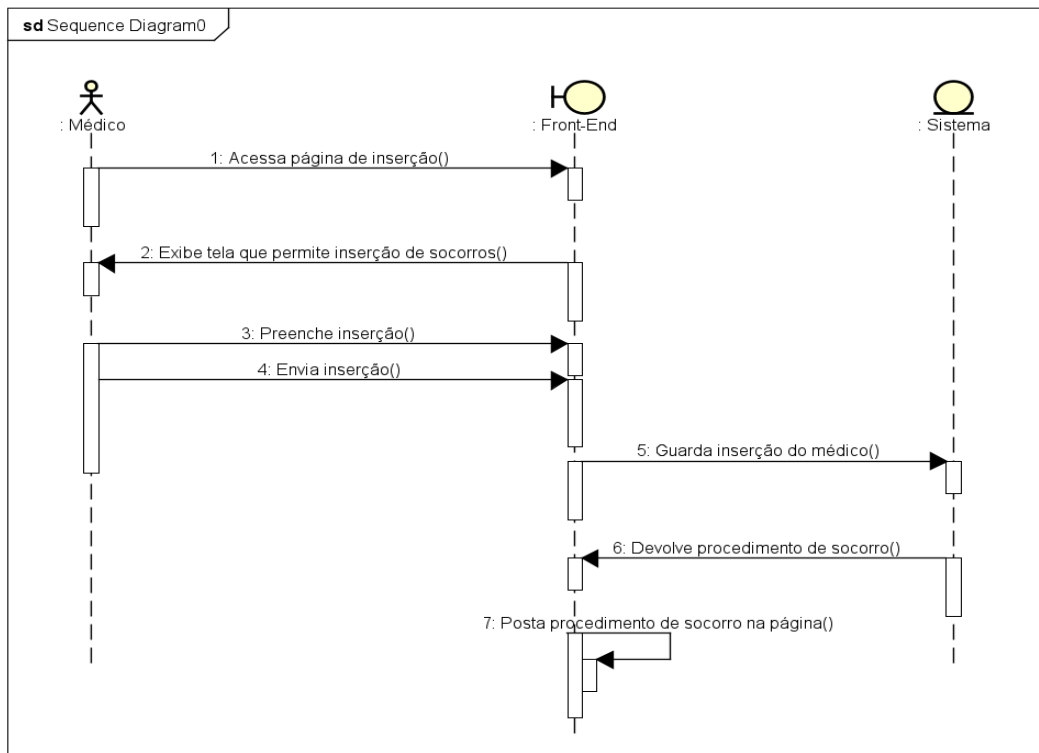 sd Sequence Diagram0
: Médico
: Front-End
: Sistema
1: Acessa página de inserção()
2: Exibe tela que permite inserção de socorros()
3: Preenche inserção()
4: Envia inserção()
5: Guarda inserção do médico()
6: Devolve procedimento de socorro()
7: Posta procedimento de socorro na página()